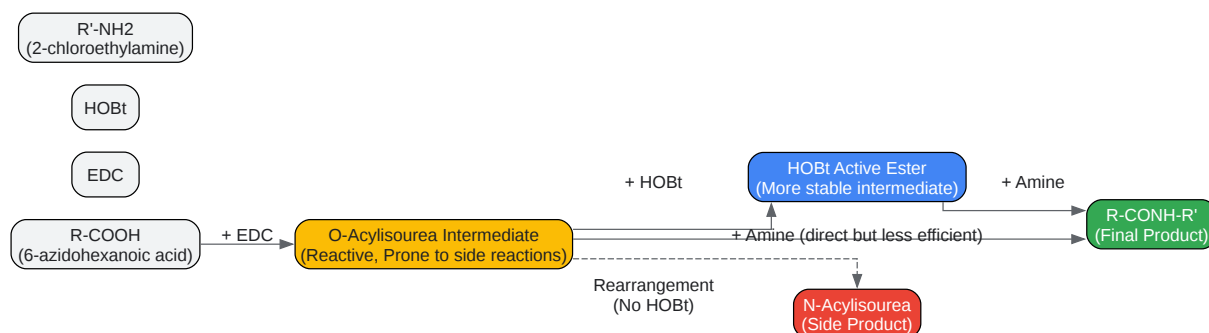 R'-NH2
(2-chloroethylamine)
HOBt
EDC
R-COOH
(6-azidohexanoic acid)
+ EDC
O-Acylisourea Intermediate
(Reactive, Prone to side reactions)
+ HOBt
HOBt Active Ester
(More stable intermediate)
+ Amine
+ Amine (direct but less efficient)
R-CONH-R'
(Final Product)
Rearrangement
(No HOBt)
N-Acylisourea
(Side Product)